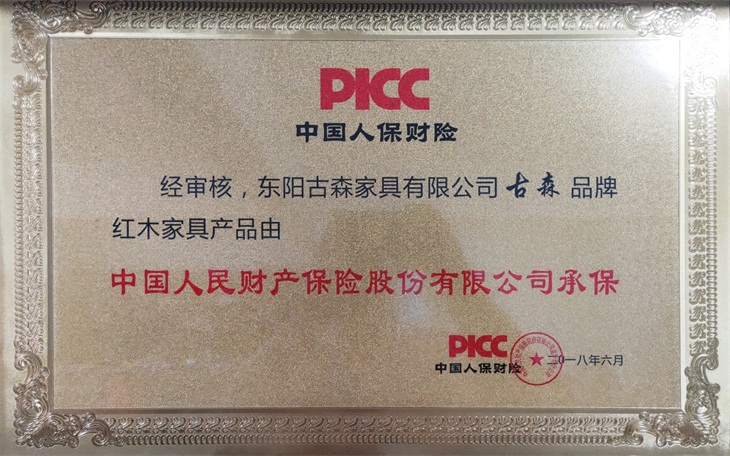 PICC
中国人保财险
经审核，东阳古森家具有限公司 古森 品牌
红木家具产品由
中国人民财产保险股份有限公司承保
PICC
中国人保财险
二〇一八年六月